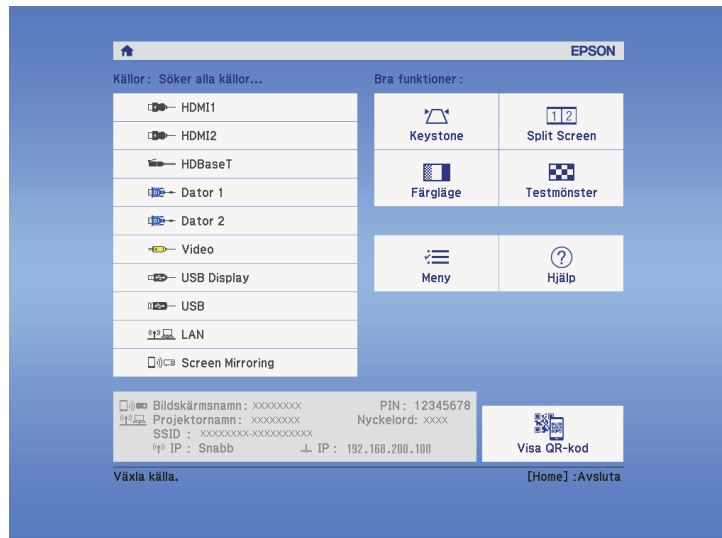 EPSON
Källor : Söker alla källor...
HDMI1
HDMI2
HDBaseT
Dator 1
Dator 2
Video
USB Display
USB
LAN
Screen Mirroring
Bra funktioner :
Keystone
1 2
Split Screen
Färgläge
Testmönster
Meny
?
Hjälp
Bildskärmsnamn : XXXXXXXX PIN : 12345678
Projektornamn : XXXXXXXX Nyckelord: XXXX
SSID : XXXXXXXX-XXXXXXXXXX
IP : Snabb IP : 192.168.200.100
Visa QR-kod
Växla källa. [Home] :Avsluta